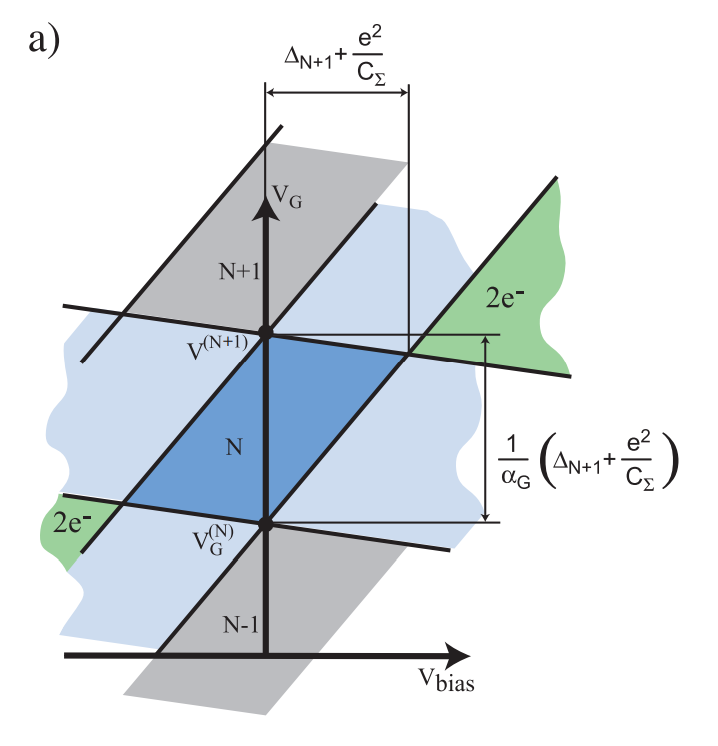 a)
Δ_{N+1} + e²/C_Σ
V_G
N+1
2e⁻
V^{(N+1)}
N
1/α_G (Δ_{N+1} + e²/C_Σ)
2e⁻
V_G^{(N)}
N-1
V_bias